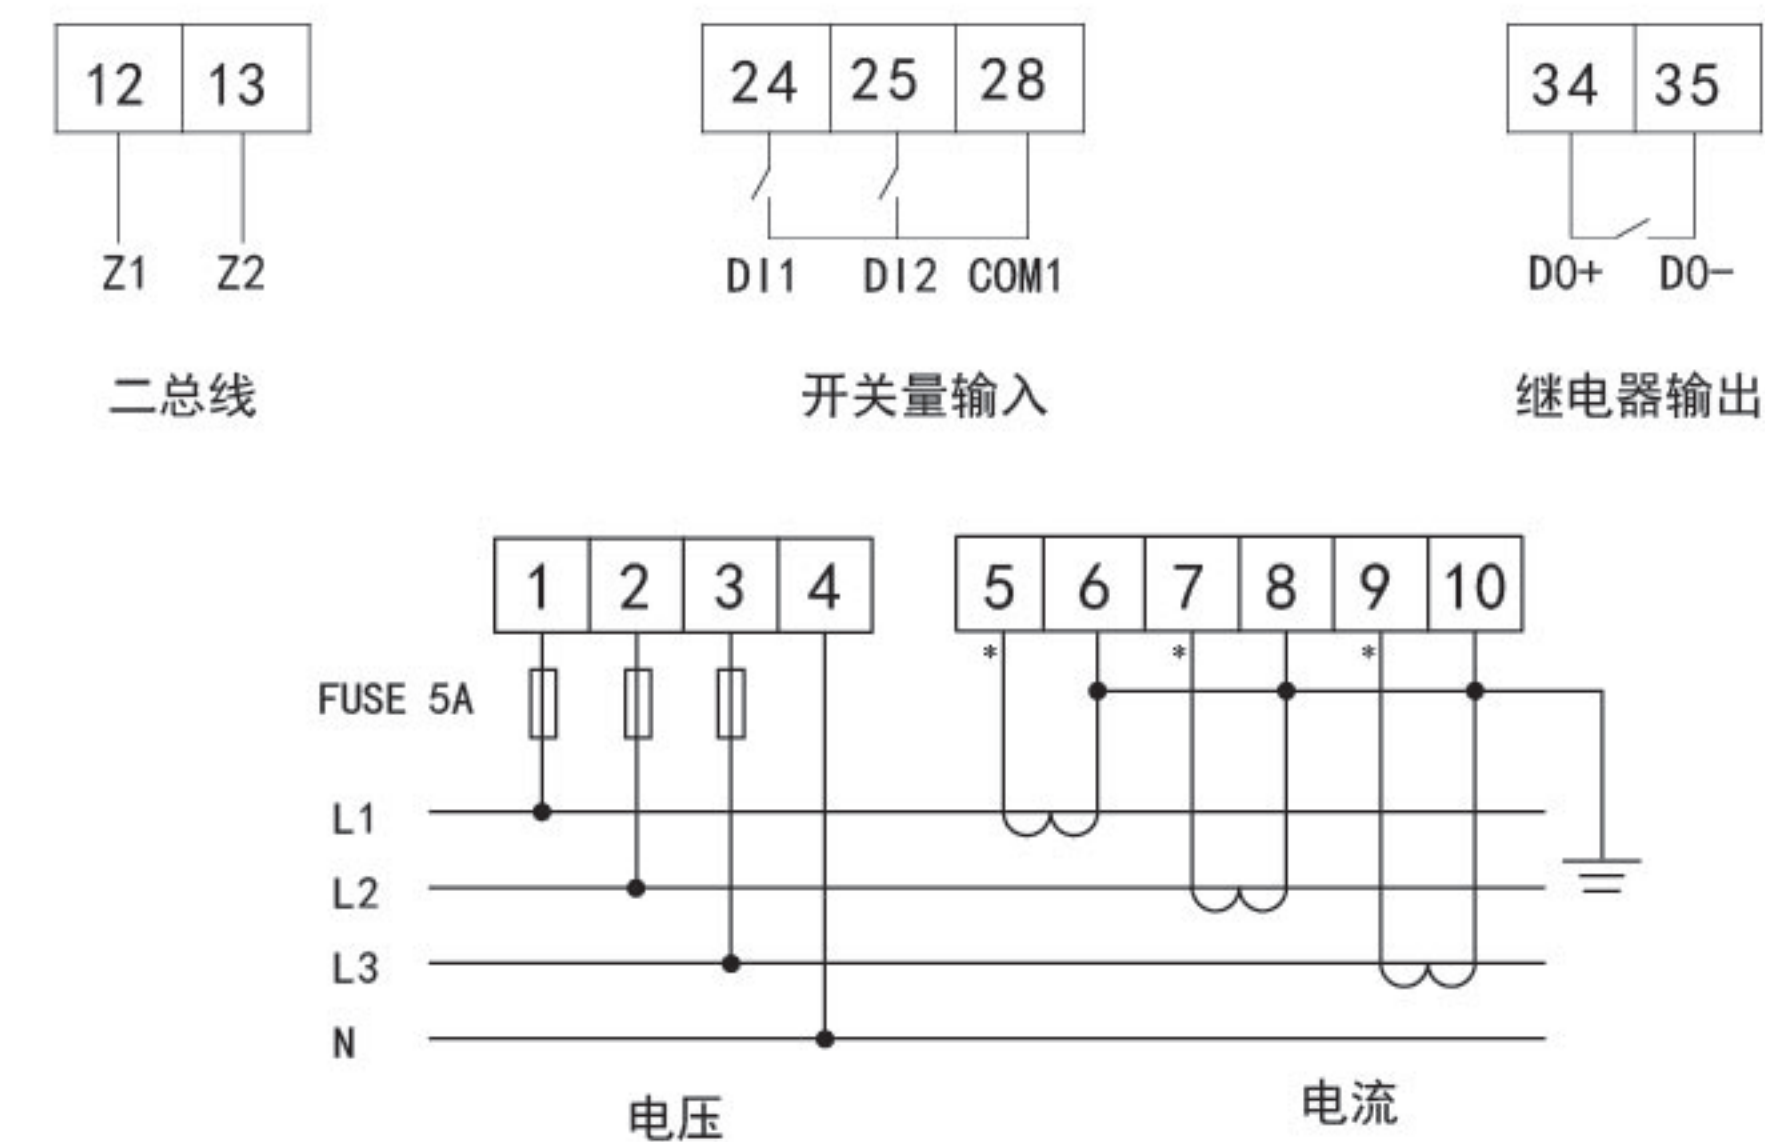 12 13
24 25 28
34 35
Z1 Z2
DI1 DI2 COM1
DO+ DO-
二总线
开关量输入
继电器输出
1 2 3 4
5 6 7 8 9 10
* * *
FUSE 5A
L1
L2
L3
N
电压
电流